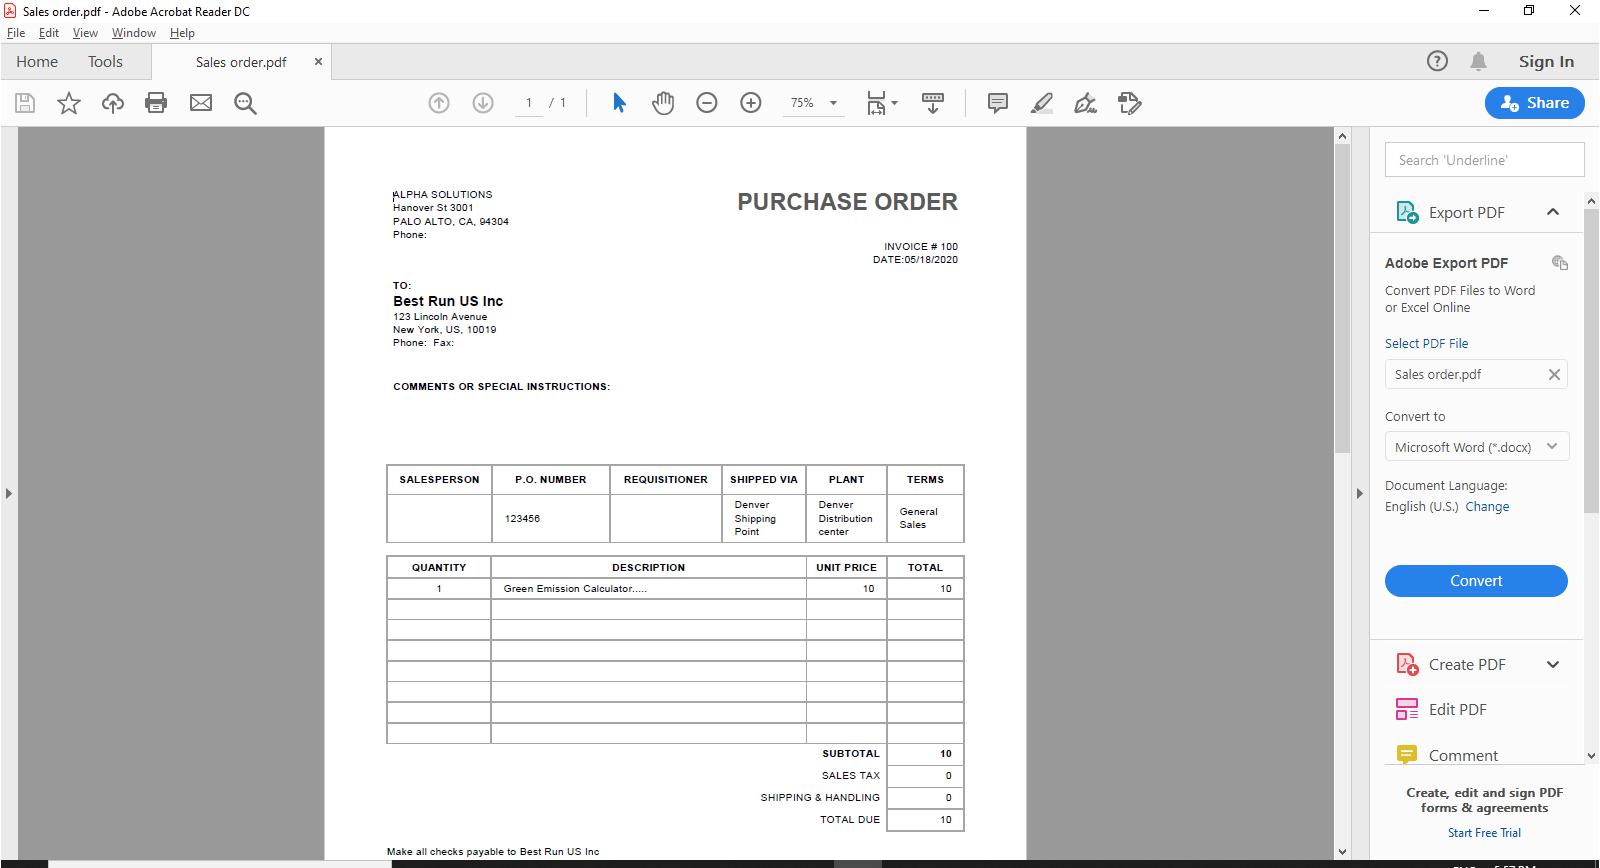 Sales order.pdf - Adobe Acrobat Reader DC
File Edit View Window Help
Home Tools Sales order.pdf × Sign In
1 / 1 75% Share
Search 'Underline'
ALPHA SOLUTIONS
Hanover St 3001
PALO ALTO, CA, 94304
Phone:
PURCHASE ORDER
INVOICE # 100
DATE:05/18/2020
TO:
Best Run US Inc
123 Lincoln Avenue
New York, US, 10019
Phone: Fax:
COMMENTS OR SPECIAL INSTRUCTIONS:
SALESPERSON P.O. NUMBER REQUISITIONER SHIPPED VIA PLANT TERMS
123456
Denver
Shipping
Point
Denver
Distribution
center
General
Sales
QUANTITY DESCRIPTION UNIT PRICE TOTAL
1 Green Emission Calculator..... 10 10
SUBTOTAL 10
SALES TAX 0
SHIPPING & HANDLING 0
TOTAL DUE 10
Make all checks payable to Best Run US Inc
Export PDF
Adobe Export PDF
Convert PDF Files to Word
or Excel Online
Select PDF File
Sales order.pdf
Convert to
Microsoft Word (*.docx)
Document Language:
English (U.S.) Change
Convert
Create PDF
Edit PDF
Comment
Create, edit and sign PDF
forms & agreements
Start Free Trial